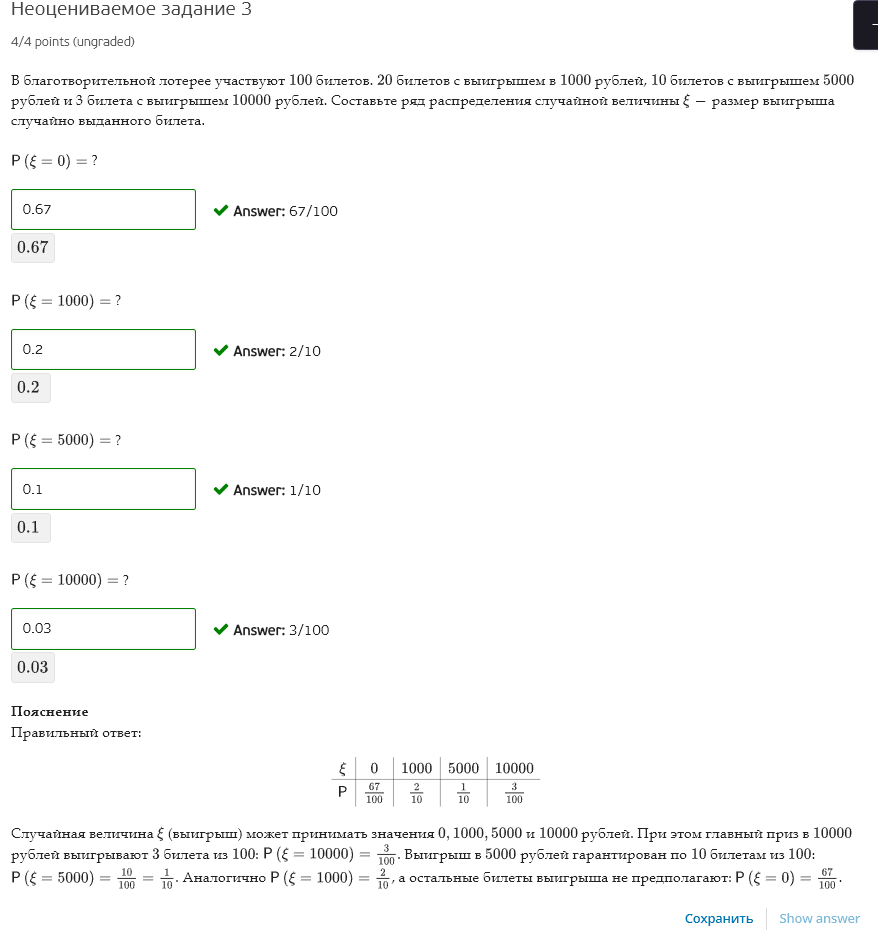 Неоцениваемое задание 3
4/4 points (ungraded)
В благотворительной лотерее участвуют 100 билетов. 20 билетов с выигрышем в 1000 рублей, 10 билетов с выигрышем 5000
рублей и 3 билета с выигрышем 10000 рублей. Составьте ряд распределения случайной величины ξ — размер выигрыша
случайно выданного билета.
P (ξ = 0) = ?
0.67
✔ Answer: 67/100
0.67
P (ξ = 1000) = ?
0.2
✔ Answer: 2/10
0.2
P (ξ = 5000) = ?
0.1
✔ Answer: 1/10
0.1
P (ξ = 10000) = ?
0.03
✔ Answer: 3/100
0.03
Пояснение
Правильный ответ:
ξ 0 1000 5000 10000
P 67/100 2/10 1/10 3/100
Случайная величина ξ (выигрыш) может принимать значения 0, 1000, 5000 и 10000 рублей. При этом главный приз в 10000
рублей выигрывают 3 билета из 100: P (ξ = 10000) = 3/100. Выигрыш в 5000 рублей гарантирован по 10 билетам из 100:
P (ξ = 5000) = 10/100 = 1/10. Аналогично P (ξ = 1000) = 2/10, а остальные билеты выигрыша не предполагают: P (ξ = 0) = 67/100.
Сохранить Show answer